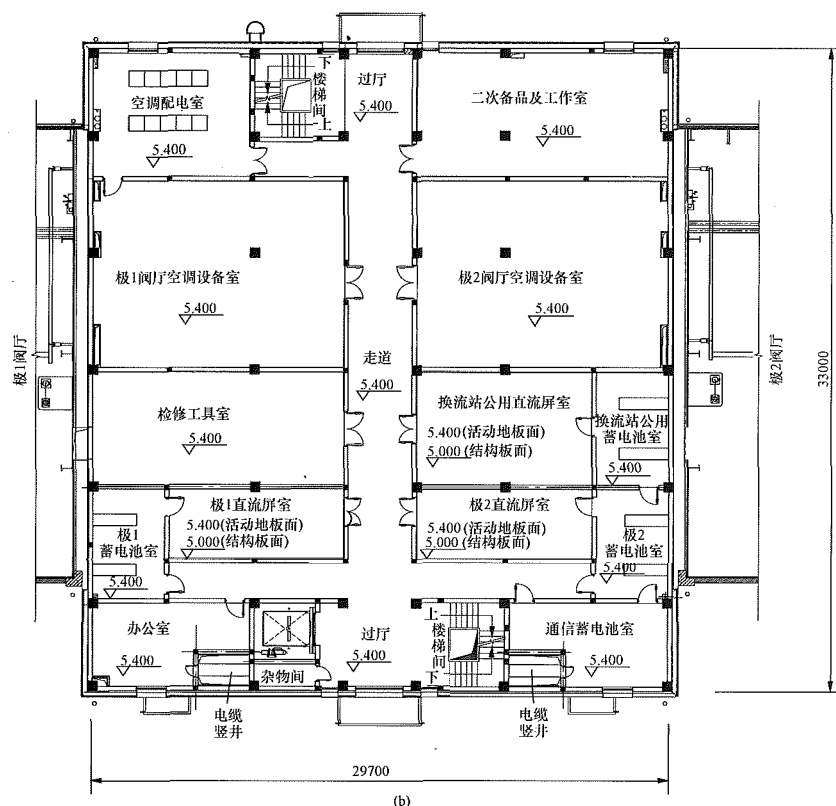 空调配电室
5.400
下
楼梯间
上
过厅
5.400
二次备品及工作室
5.400
极1阀厅空调设备室
5.400
极2阀厅空调设备室
5.400
极1阀厅
走道
5.400
极2阀厅
33000
检修工具室
5.400
换流站公用直流屏室
5.400(活动地板面)
5.000(结构板面)
换流站公用
蓄电池室
5.400
极1直流屏室
5.400(活动地板面)
5.000(结构板面)
极2直流屏室
5.400(活动地板面)
5.000(结构板面)
极1
蓄电池室
5.400
极2
蓄电池室
5.400
办公室
5.400
过厅
5.400
上
楼梯间
下
通信蓄电池室
5.400
杂物间
电缆
竖井
电缆
竖井
29700
(b)